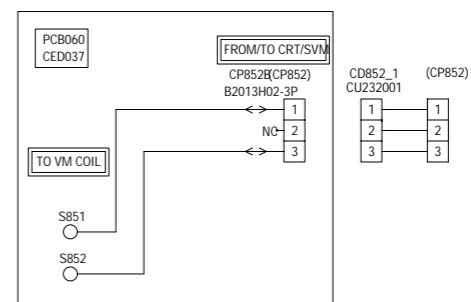 PCB060
CED037
FROM/TO CRT/SVM
CP852B(CP852)
B2013H02-3P
1
NC 2
3
TO VM COIL
S851
S852
CD852_1 (CP852)
CU232001
1 1
2 2
3 3